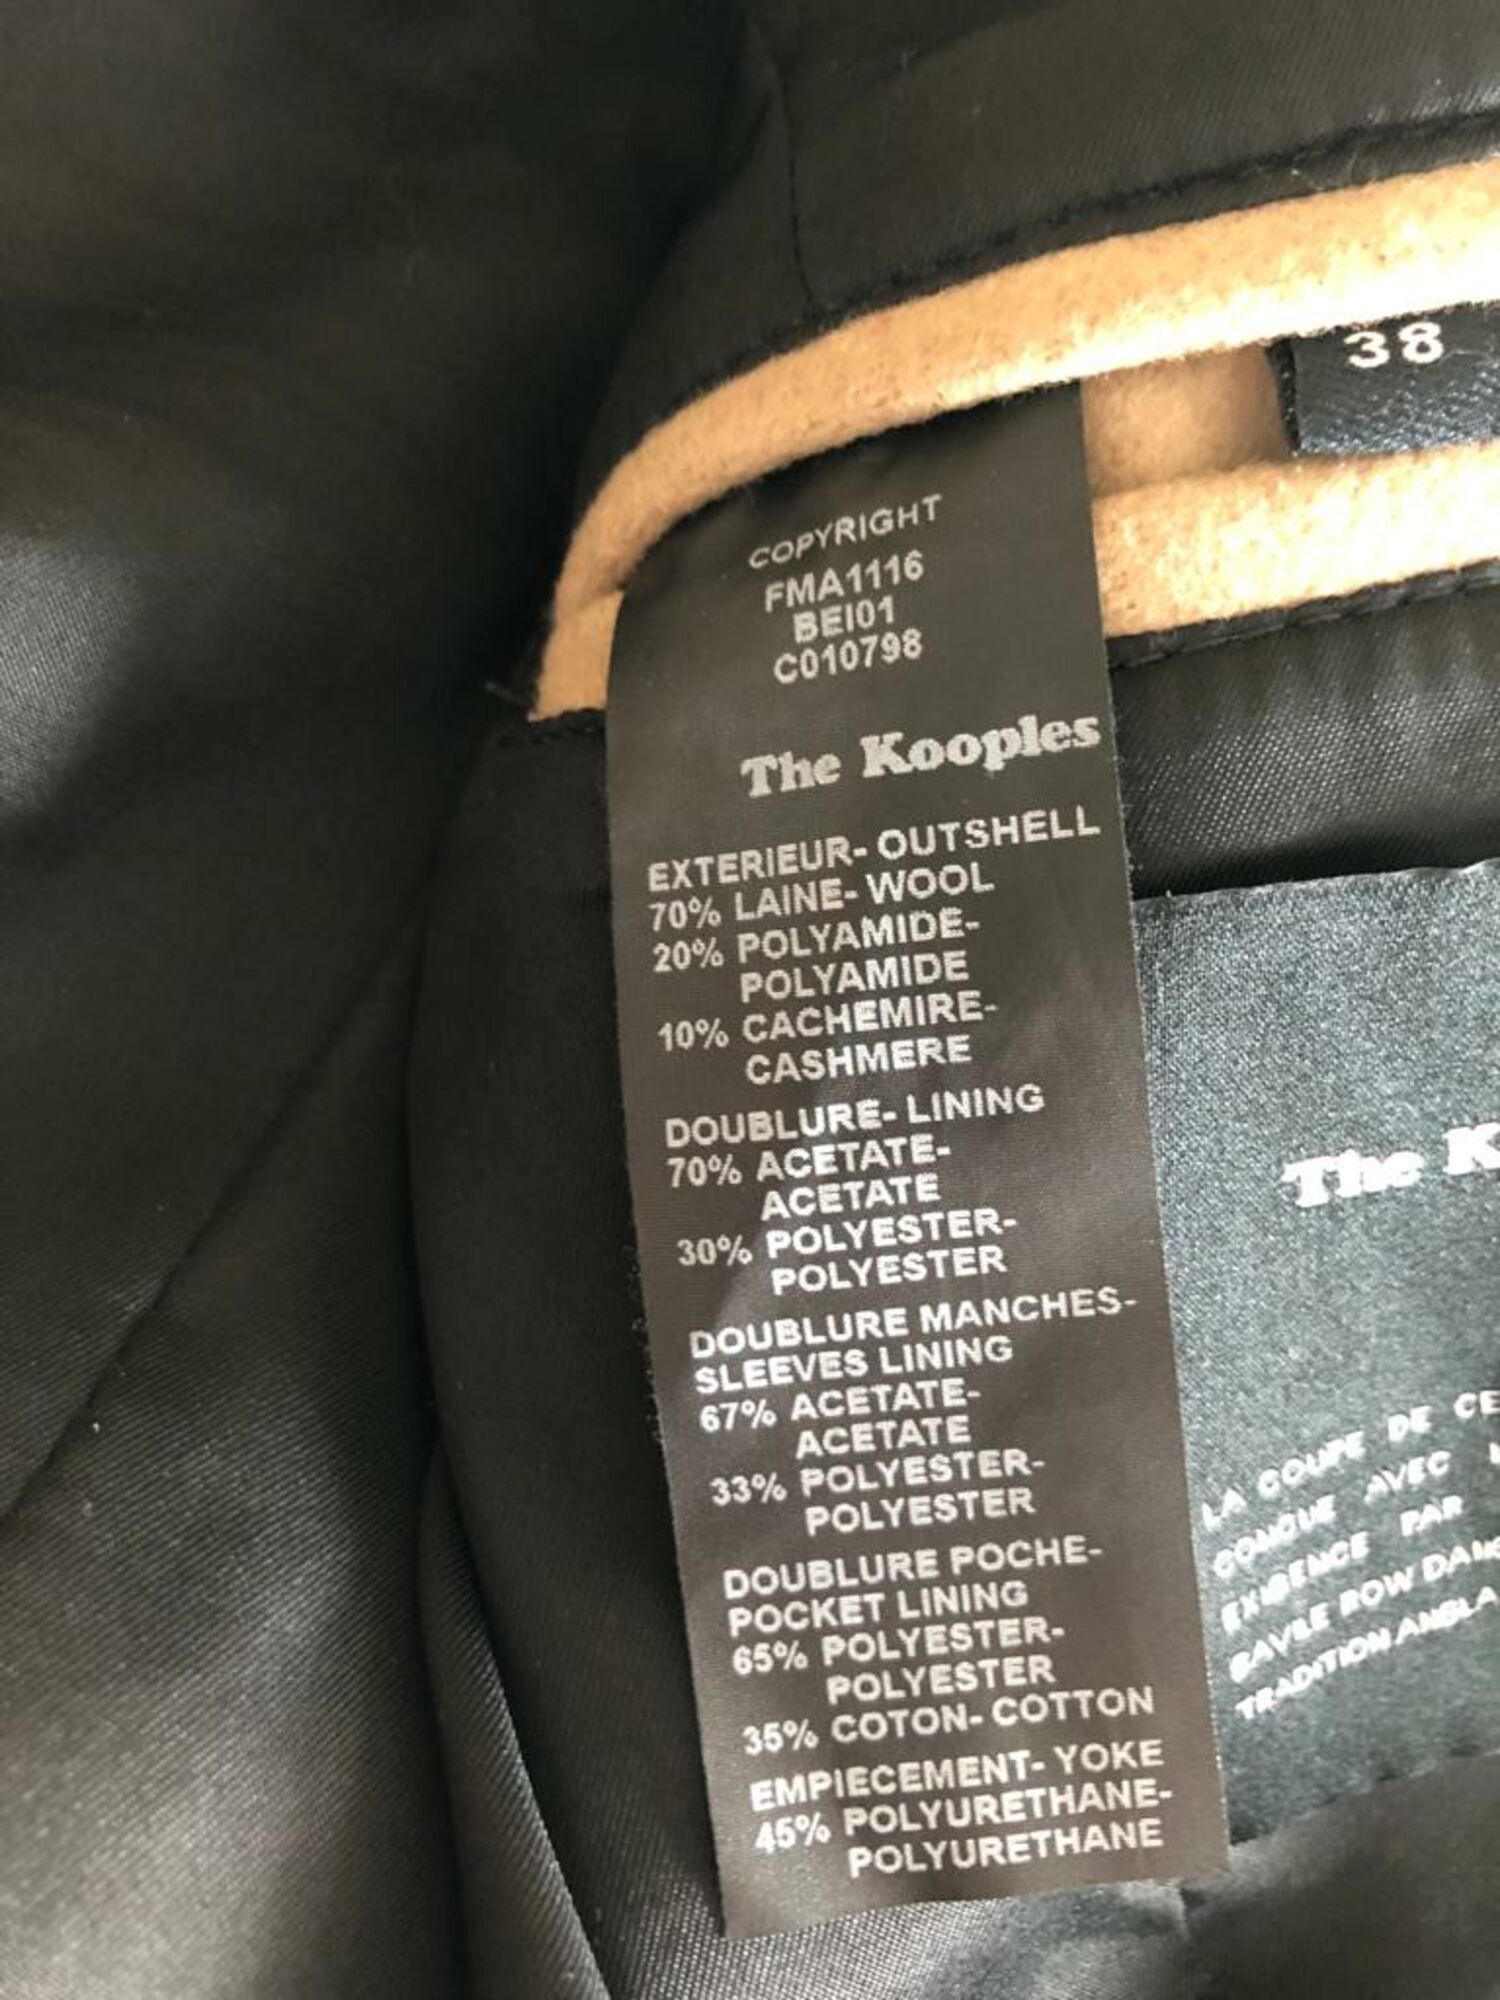 38
COPYRIGHT
FMA1116
BEI01
C010798
The Kooples
EXTERIEUR- OUTSHELL
70% LAINE- WOOL
20% POLYAMIDE-
POLYAMIDE
10% CACHEMIRE-
CASHMERE
DOUBLURE- LINING
70% ACETATE-
ACETATE
30% POLYESTER-
POLYESTER
DOUBLURE MANCHES-
SLEEVES LINING
67% ACETATE-
ACETATE
33% POLYESTER-
POLYESTER
DOUBLURE POCHE-
POCKET LINING
65% POLYESTER-
POLYESTER
35% COTON- COTTON
EMPIECEMENT- YOKE
45% POLYURETHANE-
POLYURETHANE
The K
LA COUPE DE CE
CONCUE AVEC
EXIGENCE PAR
SAVILE ROW DANS
TRADITION ANGLA